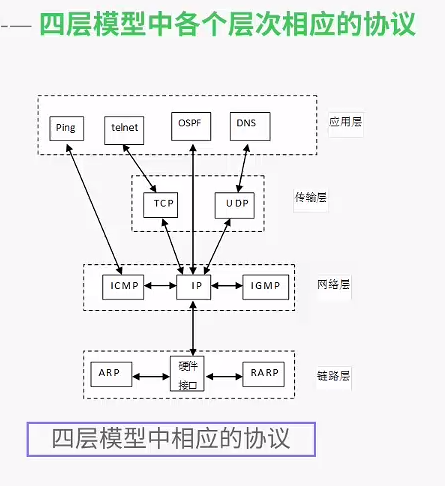 四层模型中各个层次相应的协议
Ping telnet OSPF DNS 应用层
TCP UDP 传输层
ICMP IP IGMP 网络层
ARP 硬件接口 RARP 链路层
四层模型中相应的协议